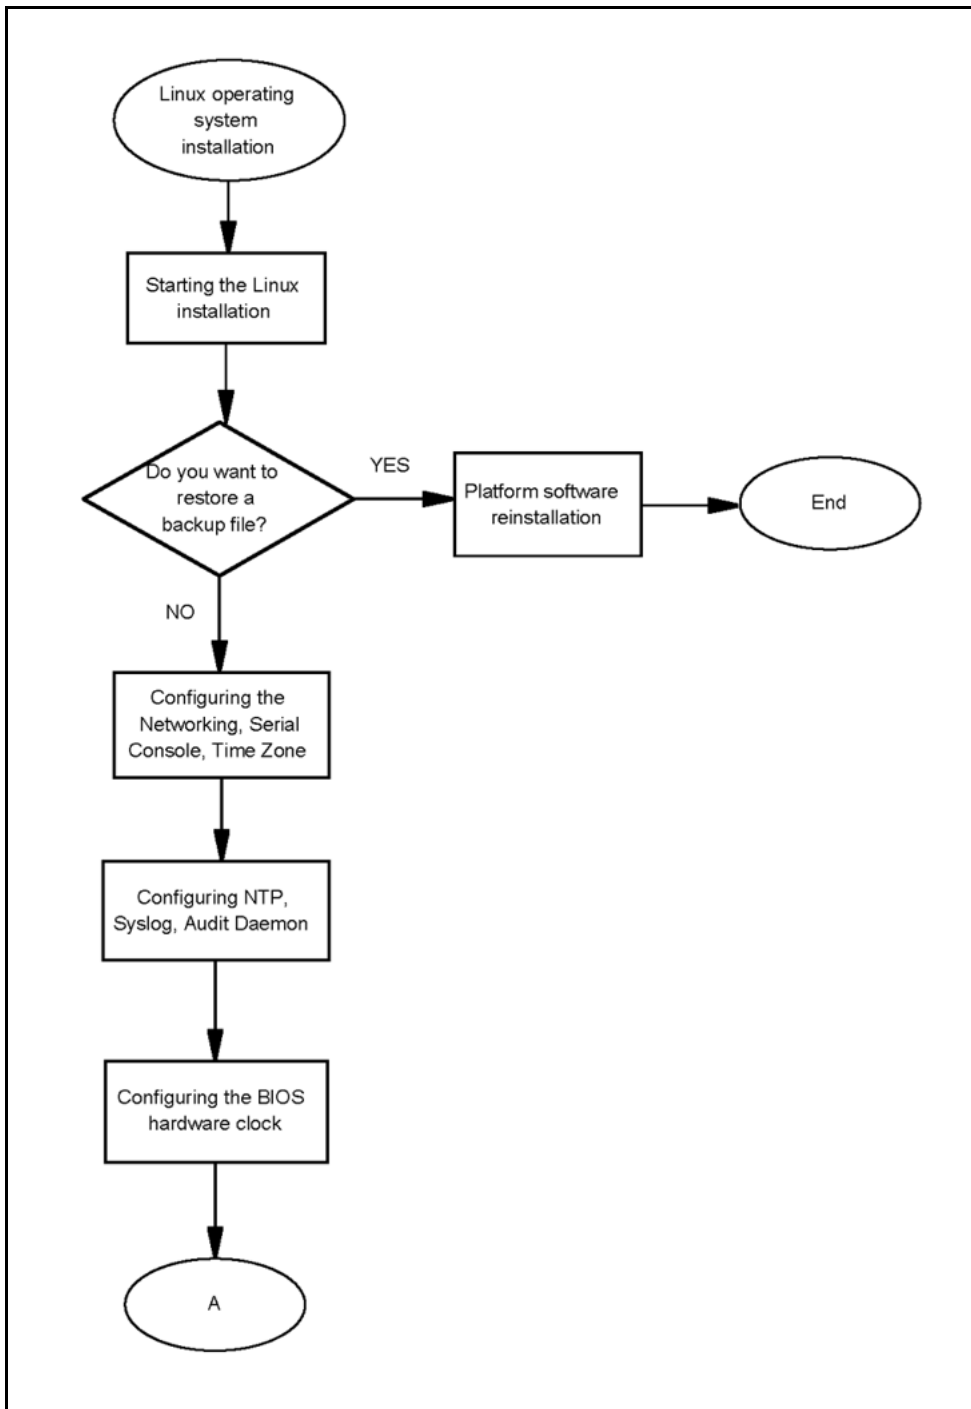 Linux operating
system
installation
Starting the Linux
installation
Do you want to
restore a
backup file?
YES
Platform software
reinstallation
End
NO
Configuring the
Networking, Serial
Console, Time Zone
Configuring NTP,
Syslog, Audit Daemon
Configuring the BIOS
hardware clock
A